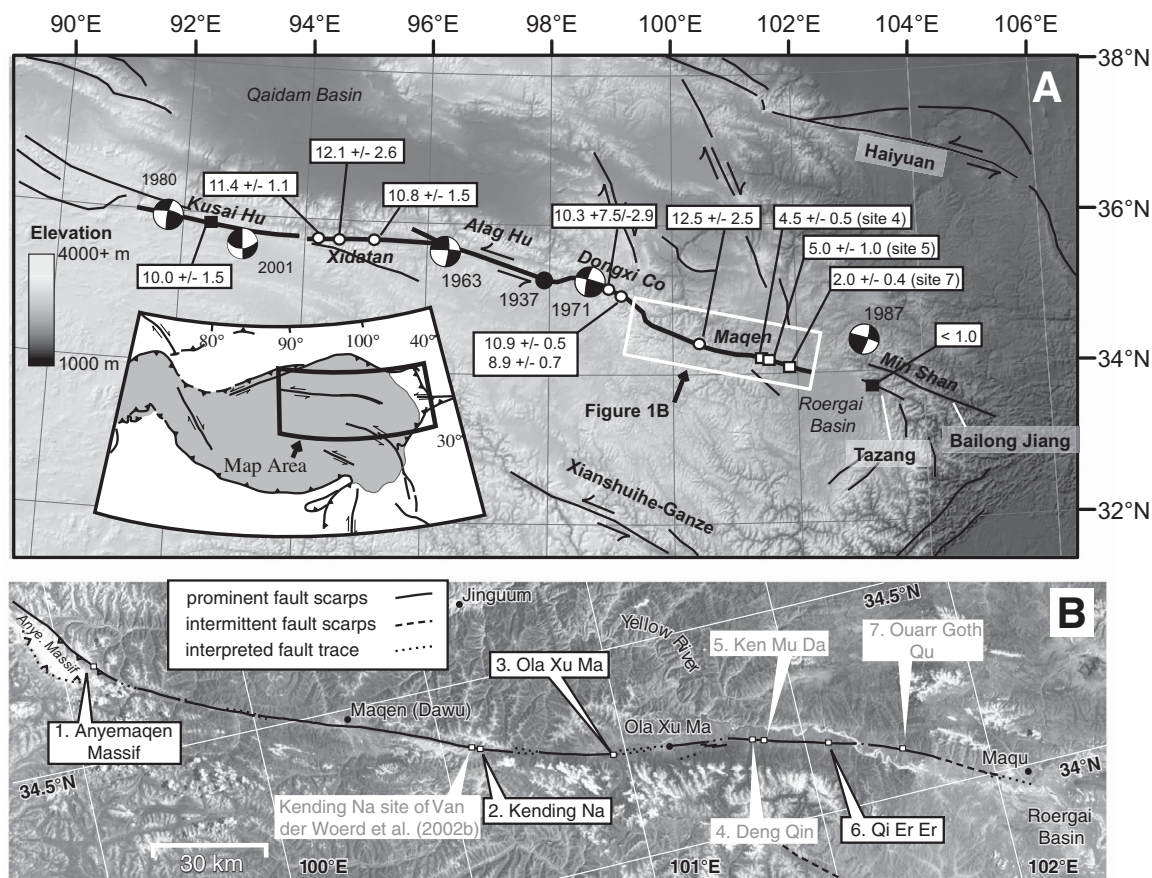 90°E 92°E 94°E 96°E 98°E 100°E 102°E 104°E 106°E
38°N
36°N
34°N
32°N
A
Qaidam Basin
Haiyuan
12.1 +/- 2.6
1980
11.4 +/- 1.1
10.8 +/- 1.5
Kusai Hu
Alag Hu
10.3 +7.5/-2.9
12.5 +/- 2.5
4.5 +/- 0.5 (site 4)
5.0 +/- 1.0 (site 5)
2.0 +/- 0.4 (site 7)
Elevation
4000+ m
1000 m
10.0 +/- 1.5
2001
Xidatan
1963
1937
1971
Dongxi Co
10.9 +/- 0.5
8.9 +/- 0.7
Maqen
1987
< 1.0
Min Shan
Figure 1B
Roergai
Basin
Tazang
Bailong Jiang
Xianshuihe-Ganze
80°
90°
100°
40°
30°
Map Area
B
prominent fault scarps
intermittent fault scarps
interpreted fault trace
Jinguum
Yellow River
34.5°N
Anye. Massif
5. Ken Mu Da
7. Ouarr Goth
Qu
3. Ola Xu Ma
1. Anyemaqen
Massif
Maqen (Dawu)
Ola Xu Ma
Maqu
34°N
34.5°N
Kending Na site of Van
der Woerd et al. (2002b)
2. Kending Na
4. Deng Qin
6. Qi Er Er
Roergai
Basin
30 km
100°E
101°E
102°E